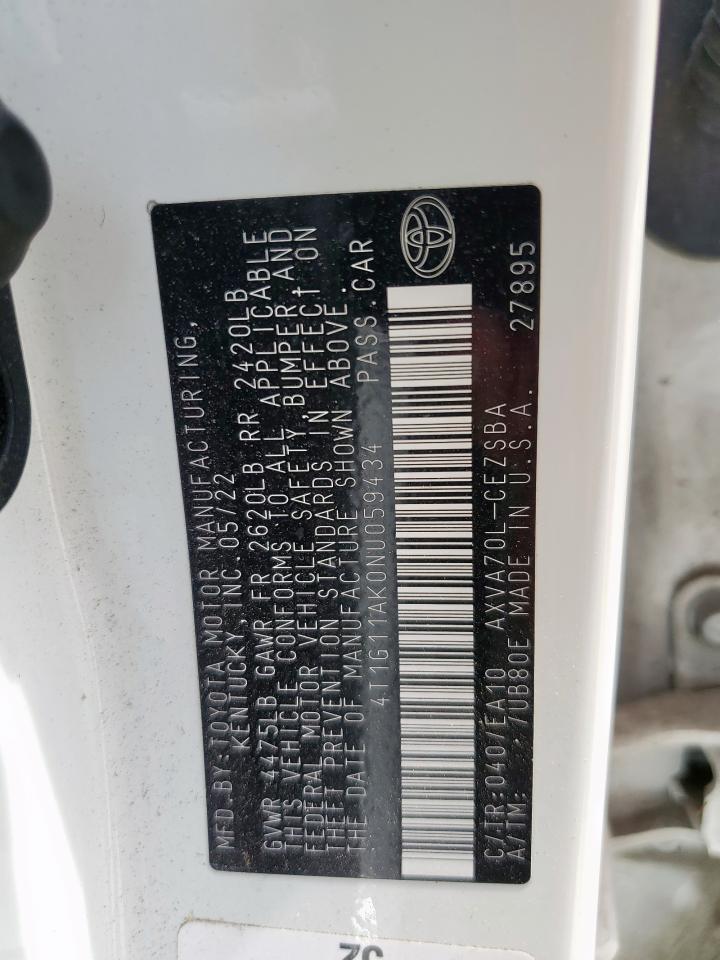 MFD.BY:TOYOTA MOTOR MANUFACTURING,
KENTUCKY,INC. 05/22
GVWR 4475LB GAWR FR 2620LB RR 2420LB
THIS VEHICLE CONFORMS TO ALL APPLICABLE
FEDERAL MOTOR VEHICLE SAFETY,BUMPER,AND
THEFT PREVENTION STANDARDS IN EFFECT ON
THE DATE OF MANUFACTURE SHOWN ABOVE.
4T1G11AK0NU059434 PASS.CAR
C/TR:040/EA10 AXVA70L-CEZSBA
A/TM: -/UB80E MADE IN U.S.A. 27895